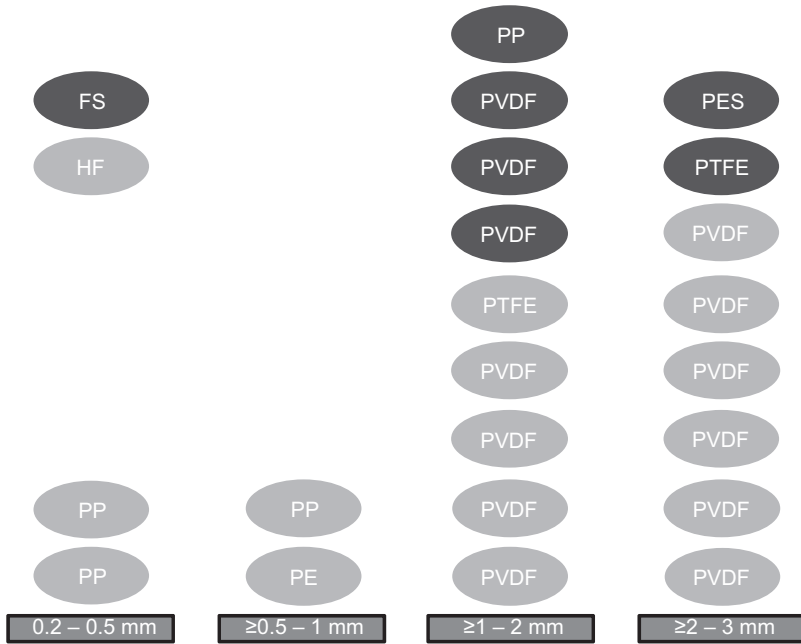 PP
FS
PVDF
PES
HF
PVDF
PTFE
PVDF
PVDF
PTFE
PVDF
PVDF
PVDF
PVDF
PVDF
PP
PP
PVDF
PVDF
PP
PE
PVDF
PVDF
0.2 – 0.5 mm
≥0.5 – 1 mm
≥1 – 2 mm
≥2 – 3 mm